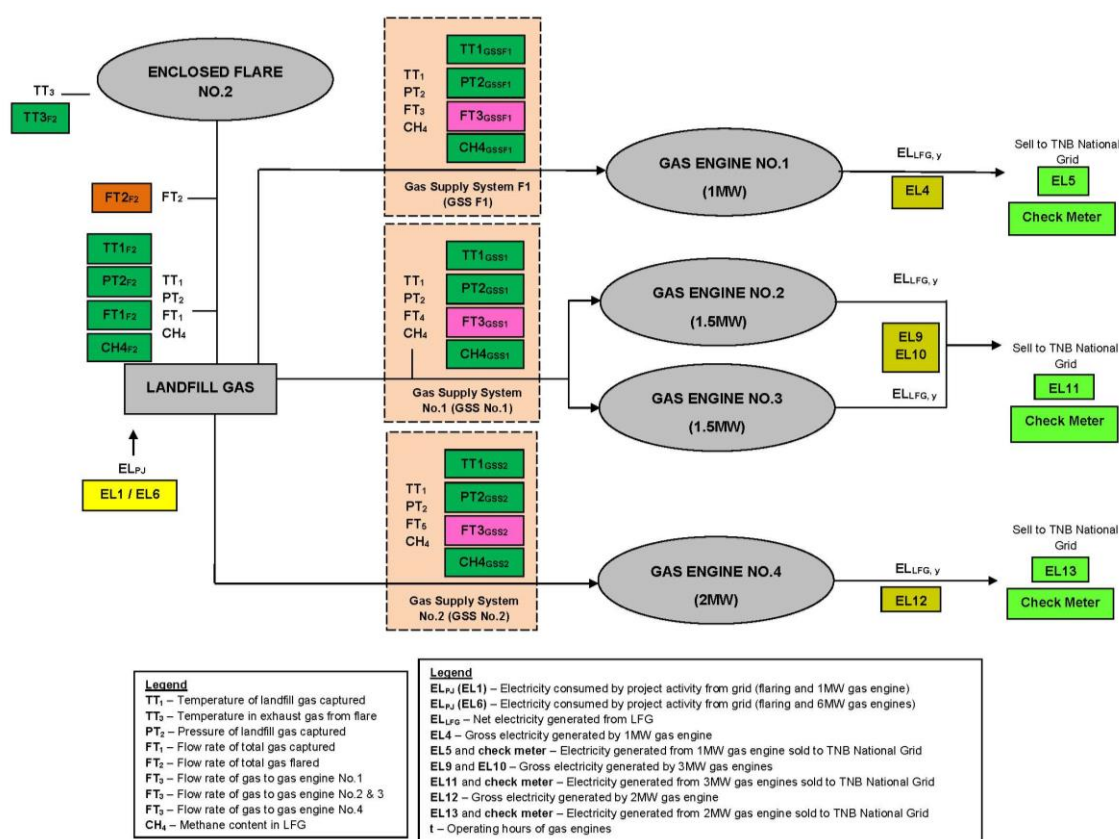 ENCLOSED FLARE
NO.2
TT₃
TT3F2
FT2F2
FT₂
TT1F2
PT2F2
FT1F2
CH4F2
TT₁
PT₂
FT₁
CH₄
LANDFILL GAS
ELPJ
EL1 / EL6
TT₁
PT₂
FT₃
CH₄
TT1GSSF1
PT2GSSF1
FT3GSSF1
CH4GSSF1
Gas Supply System F1
(GSS F1)
GAS ENGINE NO.1
(1MW)
ELLFG, y
EL4
Sell to TNB National
Grid
EL5
Check Meter
TT₁
PT₂
FT₄
CH₄
TT1GSS1
PT2GSS1
FT3GSS1
CH4GSS1
Gas Supply System
No.1 (GSS No.1)
GAS ENGINE NO.2
(1.5MW)
ELLFG, y
GAS ENGINE NO.3
(1.5MW)
ELLFG, y
EL9
EL10
Sell to TNB National
Grid
EL11
Check Meter
TT₁
PT₂
FT₅
CH₄
TT1GSS2
PT2GSS2
FT3GSS2
CH4GSS2
Gas Supply System
No.2 (GSS No.2)
GAS ENGINE NO.4
(2MW)
ELLFG, y
EL12
Sell to TNB National
Grid
EL13
Check Meter
Legend
TT₁ – Temperature of landfill gas captured
TT₃ – Temperature in exhaust gas from flare
PT₂ – Pressure of landfill gas captured
FT₁ – Flow rate of total gas captured
FT₂ – Flow rate of total gas flared
FT₃ – Flow rate of gas to gas engine No.1
FT₃ – Flow rate of gas to gas engine No.2 & 3
FT₃ – Flow rate of gas to gas engine No.4
CH₄ – Methane content in LFG
Legend
ELPJ (EL1) – Electricity consumed by project activity from grid (flaring and 1MW gas engine)
ELPJ (EL6) – Electricity consumed by project activity from grid (flaring and 6MW gas engines)
ELLFG – Net electricity generated from LFG
EL4 – Gross electricity generated by 1MW gas engine
EL5 and check meter – Electricity generated from 1MW gas engine sold to TNB National Grid
EL9 and EL10 – Gross electricity generated by 3MW gas engines
EL11 and check meter – Electricity generated from 3MW gas engines sold to TNB National Grid
EL12 – Gross electricity generated by 2MW gas engine
EL13 and check meter – Electricity generated from 2MW gas engine sold to TNB National Grid
t – Operating hours of gas engines